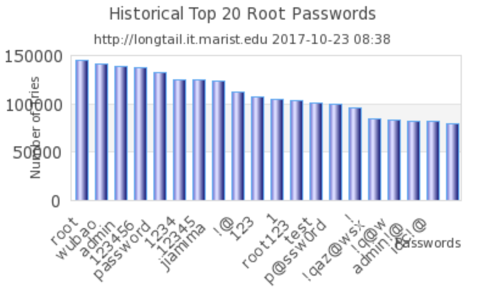 Historical Top 20 Root Passwords
http://longtail.it.marist.edu 2017-10-23 08:38
150000
100000
50000
0
Number of tries
root
wubao
admin
123456
password
1234
12345
jiamima
!@
123
1
root123
test
p@ssw0rd
!
!qaz@wsx
!q@w
admin!@
idc!@
Passwords